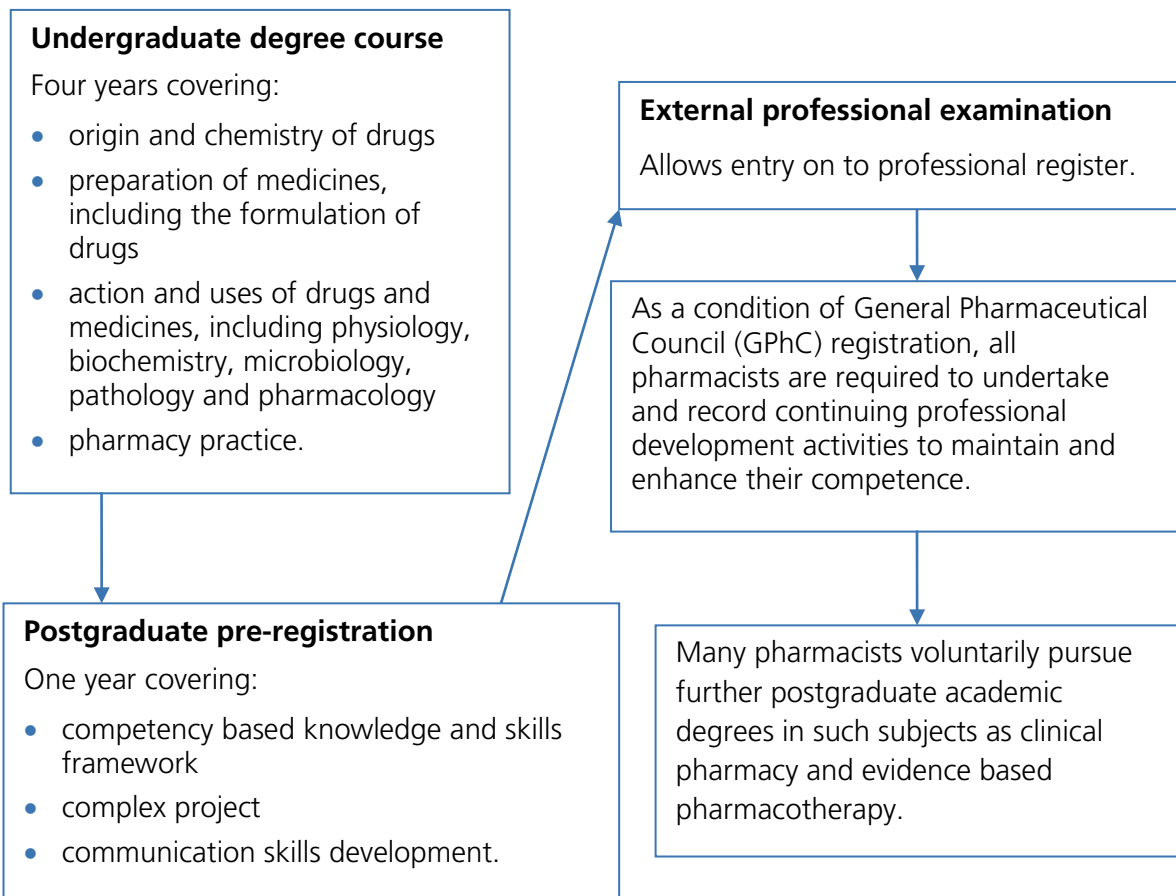 Undergraduate degree course
Four years covering:
• origin and chemistry of drugs
• preparation of medicines,
including the formulation of
drugs
• action and uses of drugs and
medicines, including physiology,
biochemistry, microbiology,
pathology and pharmacology
• pharmacy practice.
Postgraduate pre-registration
One year covering:
• competency based knowledge and skills
framework
• complex project
• communication skills development.
External professional examination
Allows entry on to professional register.
As a condition of General Pharmaceutical
Council (GPhC) registration, all
pharmacists are required to undertake
and record continuing professional
development activities to maintain and
enhance their competence.
Many pharmacists voluntarily pursue
further postgraduate academic
degrees in such subjects as clinical
pharmacy and evidence based
pharmacotherapy.